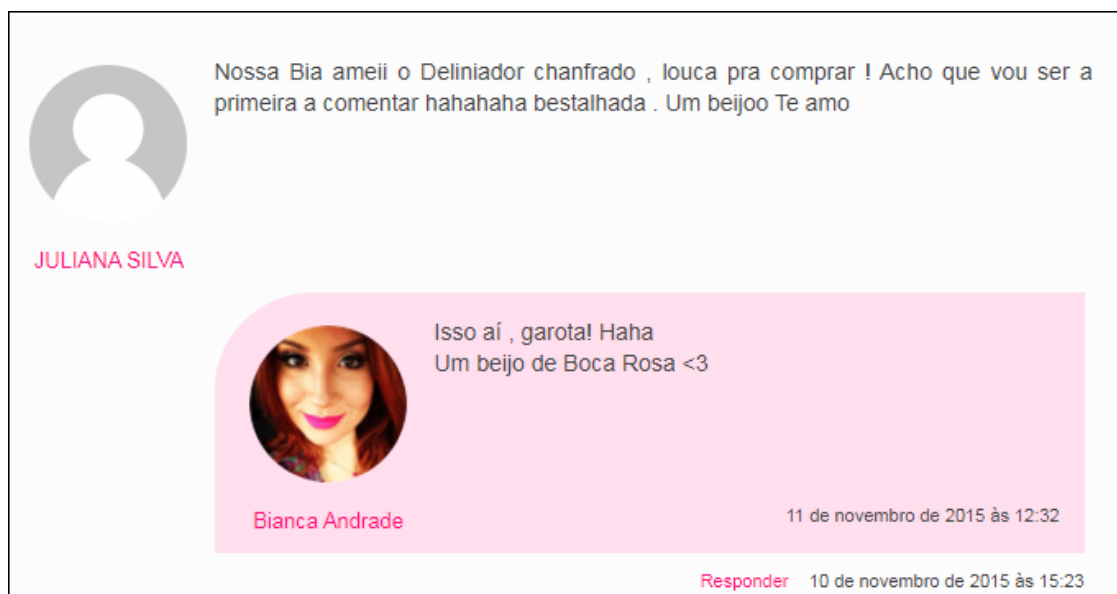 Nossa Bia ameii o Deliniador chanfrado , louca pra comprar ! Acho que vou ser a
primeira a comentar hahahaha bestalhada . Um beijoo Te amo
JULIANA SILVA
Isso aí , garota! Haha
Um beijo de Boca Rosa <3
Bianca Andrade
11 de novembro de 2015 às 12:32
Responder 10 de novembro de 2015 às 15:23